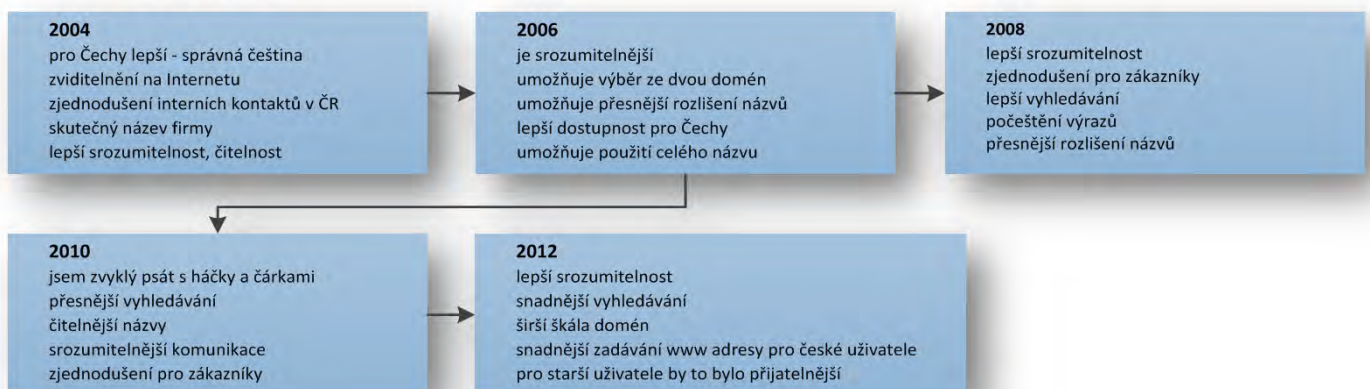 2004
pro Čechy lepší - správná čeština
zviditelnění na Internetu
zjednodušení interních kontaktů v ČR
skutečný název firmy
lepší srozumitelnost, čitelnost
2006
je srozumitelnější
umožňuje výběr ze dvou domén
umožňuje přesnější rozlišení názvů
lepší dostupnost pro Čechy
umožňuje použití celého názvu
2008
lepší srozumitelnost
zjednodušení pro zákazníky
lepší vyhledávání
počeštění výrazů
přesnější rozlišení názvů
2010
jsem zvyklý psát s háčky a čárkami
přesnější vyhledávání
čitelnější názvy
srozumitelnější komunikace
zjednodušení pro zákazníky
2012
lepší srozumitelnost
snadnější vyhledávání
širší škála domén
snadnější zadávání www adresy pro české uživatele
pro starší uživatele by to bylo přijatelnější